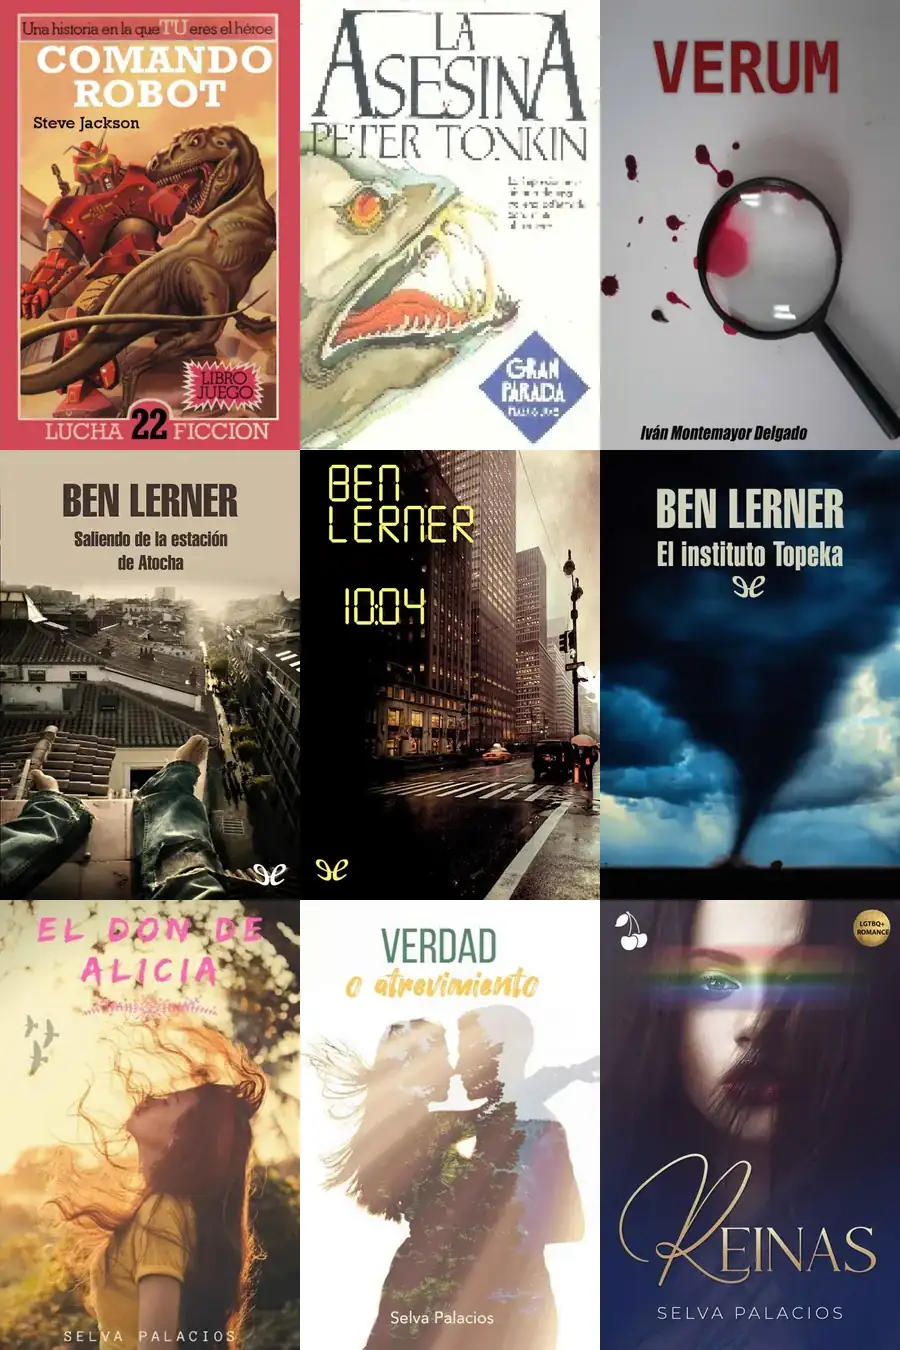 Una historia en la que TU eres el héroe
COMANDO
ROBOT
Steve Jackson
LIBRO
JUEGO
LUCHA 22 FICCION
LA
ASESINA
PETER TONKIN
GRAN
PARADA
VERUM
Iván Montemayor Delgado
BEN LERNER
Saliendo de la estación
de Atocha
BEN
LERNER
10:04
BEN LERNER
El instituto Topeka
EL DON DE
ALICIA
SELVA PALACIOS
VERDAD
o atrevimiento
Selva Palacios
LGTBQ+
ROMANCE
REINAS
SELVA PALACIOS